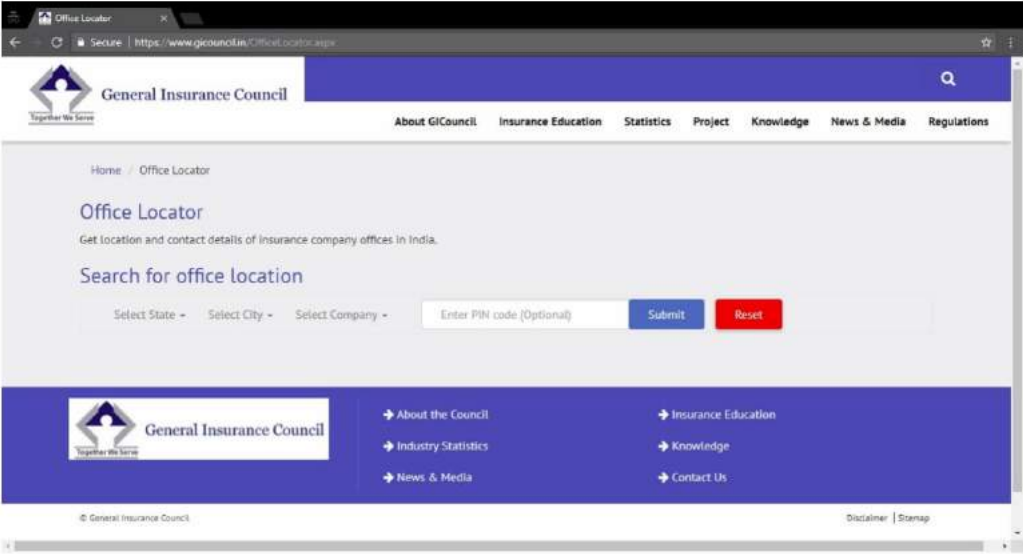 Office Locator
Secure | https://www.gicouncil.in/OfficeLocator.aspx
General Insurance Council
Together We Serve
About GICouncil Insurance Education Statistics Project Knowledge News & Media Regulations
Home / Office Locator
Office Locator
Get location and contact details of insurance company offices in India.
Search for office location
Select State Select City Select Company Enter PIN code (Optional) Submit Reset
General Insurance Council
Together We Serve
About the Council
Insurance Education
Industry Statistics
Knowledge
News & Media
Contact Us
© General Insurance Council
Disclaimer | Sitemap